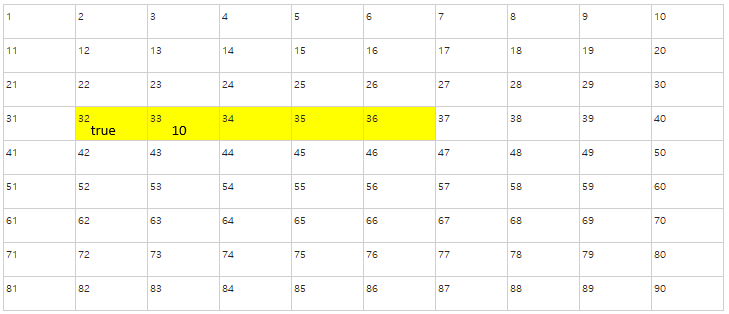 1 2 3 4 5 6 7 8 9 10
11 12 13 14 15 16 17 18 19 20
21 22 23 24 25 26 27 28 29 30
31 32 33 34 35 36 37 38 39 40
true 10
41 42 43 44 45 46 47 48 49 50
51 52 53 54 55 56 57 58 59 60
61 62 63 64 65 66 67 68 69 70
71 72 73 74 75 76 77 78 79 80
81 82 83 84 85 86 87 88 89 90